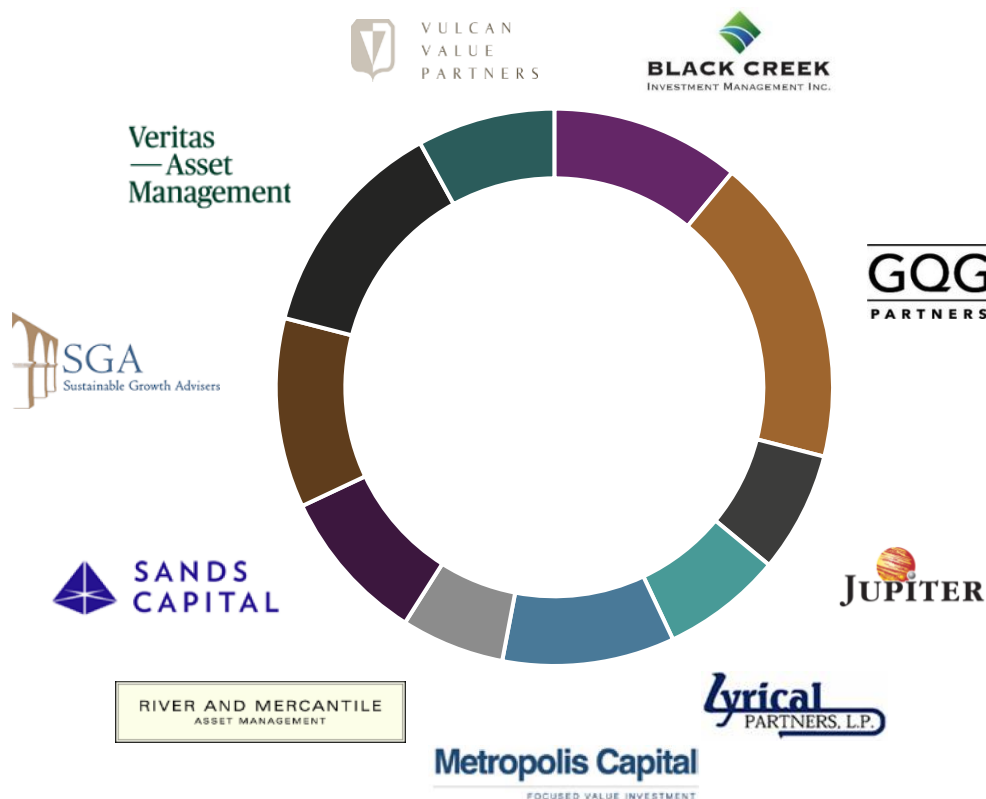 VULCAN
VALUE
PARTNERS
BLACK CREEK
INVESTMENT MANAGEMENT INC.
Veritas
—Asset
Management
GQG
PARTNERS
SGA
Sustainable Growth Advisers
SANDS
CAPITAL
JUPITER
RIVER AND MERCANTILE
ASSET MANAGEMENT
Lyrical
PARTNERS, L.P.
Metropolis Capital
FOCUSED VALUE INVESTMENT